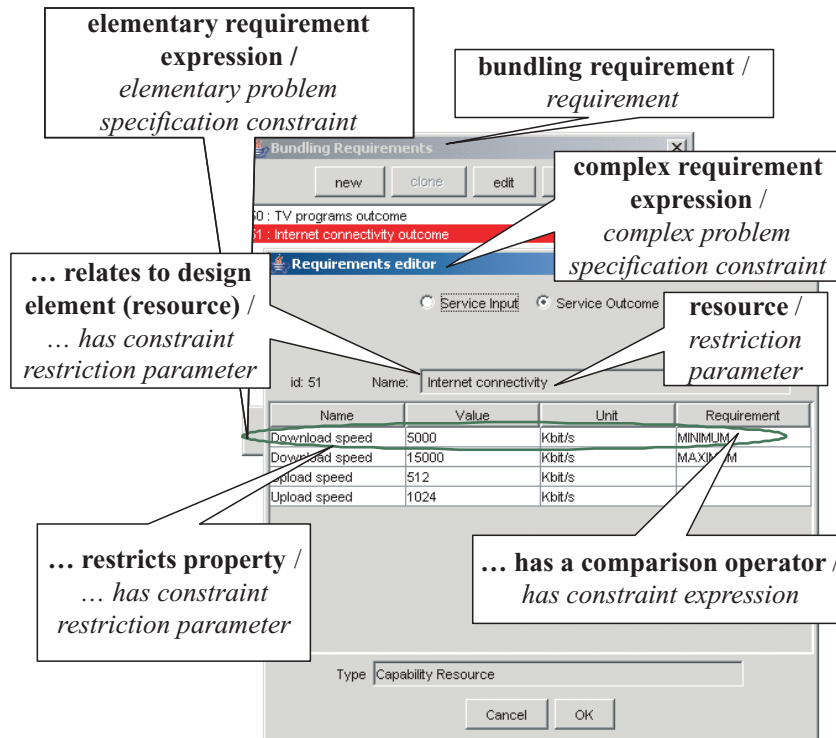 elementary requirement
expression /
elementary problem
specification constraint
bundling requirement /
requirement
Bundling Requirements
new clone edit
complex requirement
expression /
complex problem
specification constraint
0 : TV programs outcome
51 : Internet connectivity outcome
Requirements editor
… relates to design
element (resource) /
… has constraint
restriction parameter
Service Input Service Outcome
resource /
restriction
parameter
id: 51 Name: Internet connectivity
Name Value Unit Requirement
Download speed 5000 Kbit/s MINIMUM
Download speed 15000 Kbit/s MAXIMUM
Upload speed 512 Kbit/s
Upload speed 1024 Kbit/s
… restricts property /
… has constraint
restriction parameter
… has a comparison operator /
has constraint expression
Type Capability Resource
Cancel OK